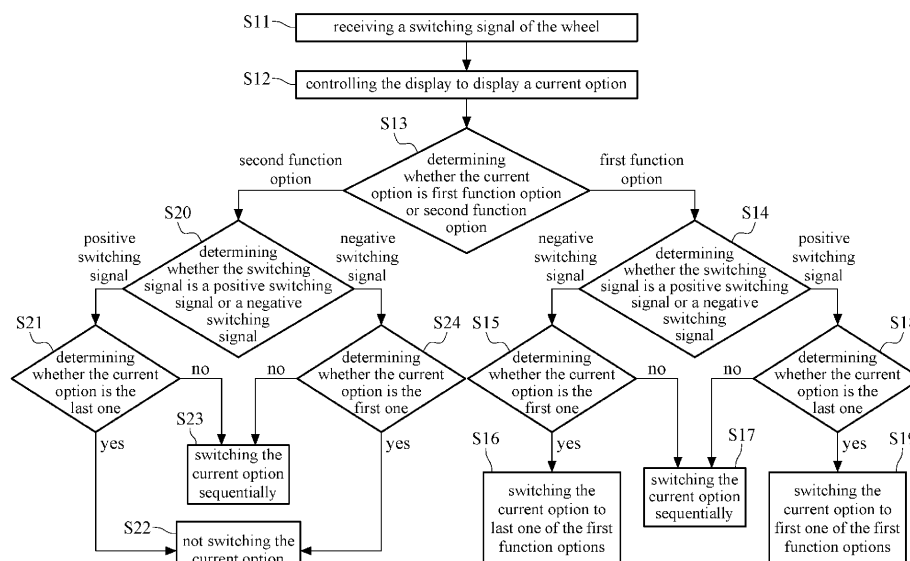 S11
receiving a switching signal of the wheel
S12
controlling the display to display a current option
S13
determining
whether the current
option is first function option
or second function
option
second function
option
first function
option
S20
determining
whether the switching
signal is a positive switching
signal or a negative
switching
signal
positive
switching
signal
negative
switching
signal
S14
determining
whether the switching
signal is a positive switching
signal or a negative
switching
signal
negative
switching
signal
positive
switching
signal
S21
determining
whether the current
option is the
last one
no
yes
S24
determining
whether the current
option is the
first one
no
yes
S15
determining
whether the current
option is the
first one
no
yes
S18
determining
whether the current
option is the
last one
no
yes
S23
switching the
current option
sequentially
S22
not switching the
current option
S16
switching the
current option to
last one of the first
function options
S17
switching the
current option
sequentially
S19
switching the
current option to
first one of the first
function options